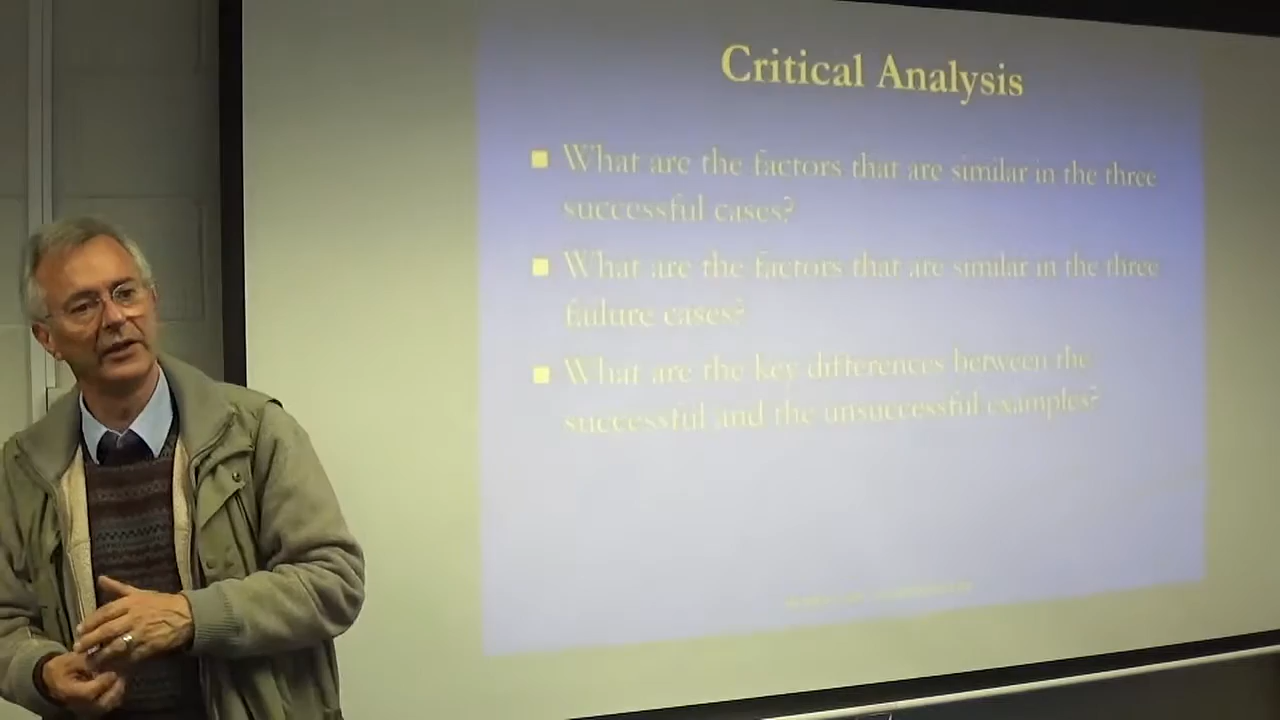 Critical Analysis
What are the factors that are similar in the three
successful cases?
What are the factors that are similar in the three
failure cases?
What are the key differences between the
successful and the unsuccessful examples?